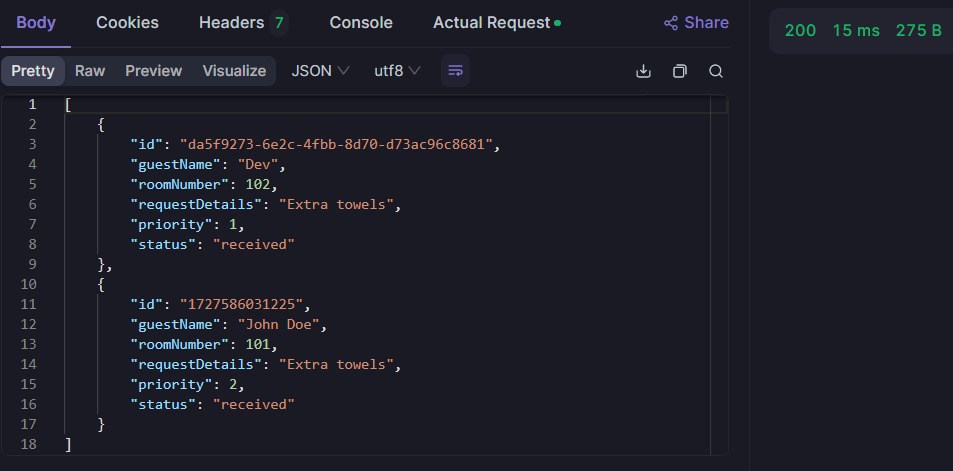 Body Cookies Headers 7 Console Actual Request Share 200 15 ms 275 B
Pretty Raw Preview Visualize JSON utf8
1 [
2 {
3 "id": "da5f9273-6e2c-4fbb-8d70-d73ac96c8681",
4 "guestName": "Dev",
5 "roomNumber": 102,
6 "requestDetails": "Extra towels",
7 "priority": 1,
8 "status": "received"
9 },
10 {
11 "id": "1727586031225",
12 "guestName": "John Doe",
13 "roomNumber": 101,
14 "requestDetails": "Extra towels",
15 "priority": 2,
16 "status": "received"
17 }
18 ]